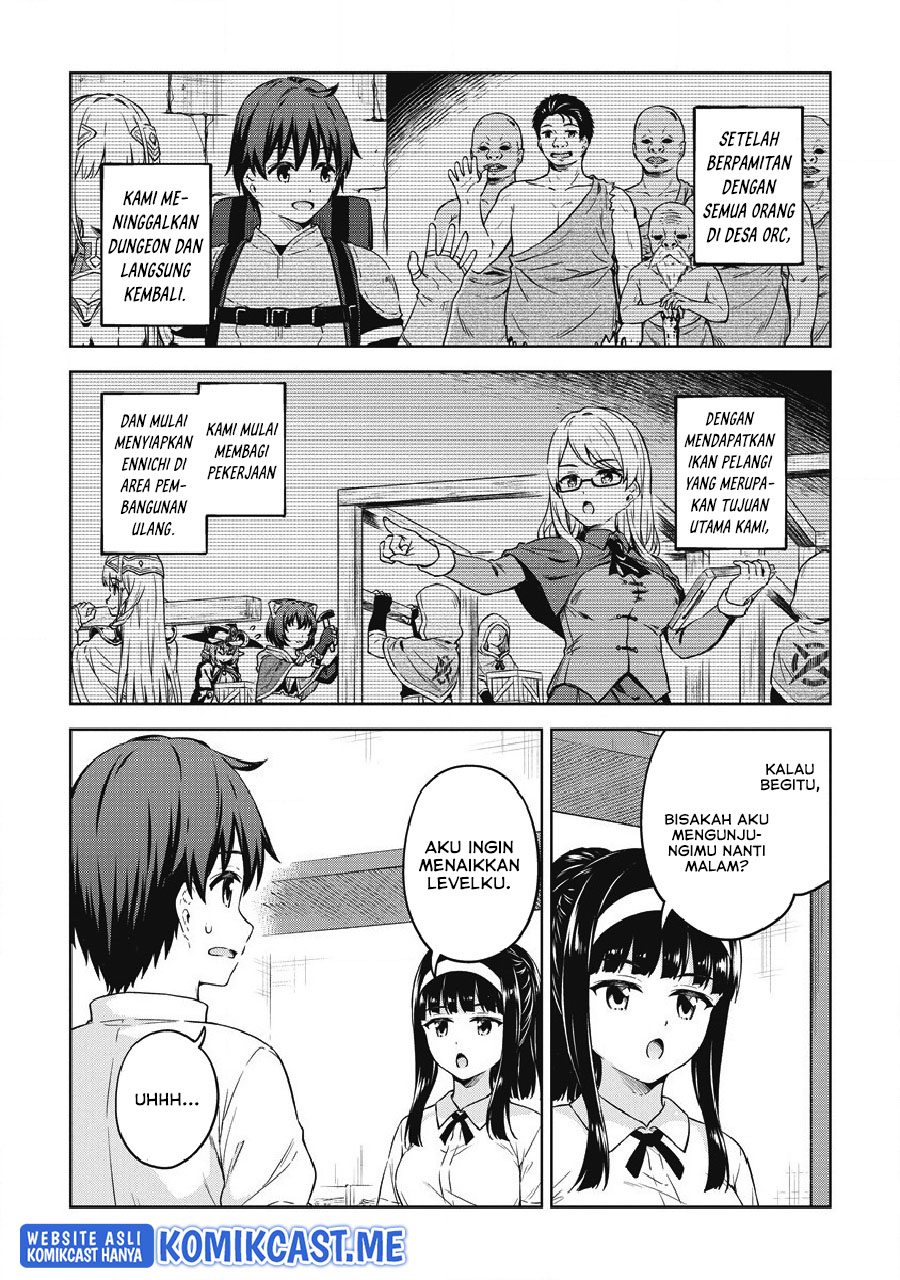 SETELAH
BERPAMITAN
DENGAN
SEMUA ORANG
DI DESA ORC,
KAMI ME-
NINGGALKAN
DUNGEON DAN
LANGSUNG
KEMBALI.
DENGAN
MENDAPATKAN
IKAN PELANGI
YANG MERUPA-
KAN TUJUAN
UTAMA KAMI,
KAMI MULAI
MEMBAGI
PEKERJAAN
DAN MULAI
MENYIAPKAN
ENNICHI DI
AREA PEM-
BANGUNAN
ULANG.
KALAU
BEGITU,
BISAKAH AKU
MENGUNJU-
NGIMU NANTI
MALAM?
AKU INGIN
MENAIKKAN
LEVELKU.
UHHH...
WEBSITE ASLI
KOMIKCAST HANYA
KOMIKCAST.ME